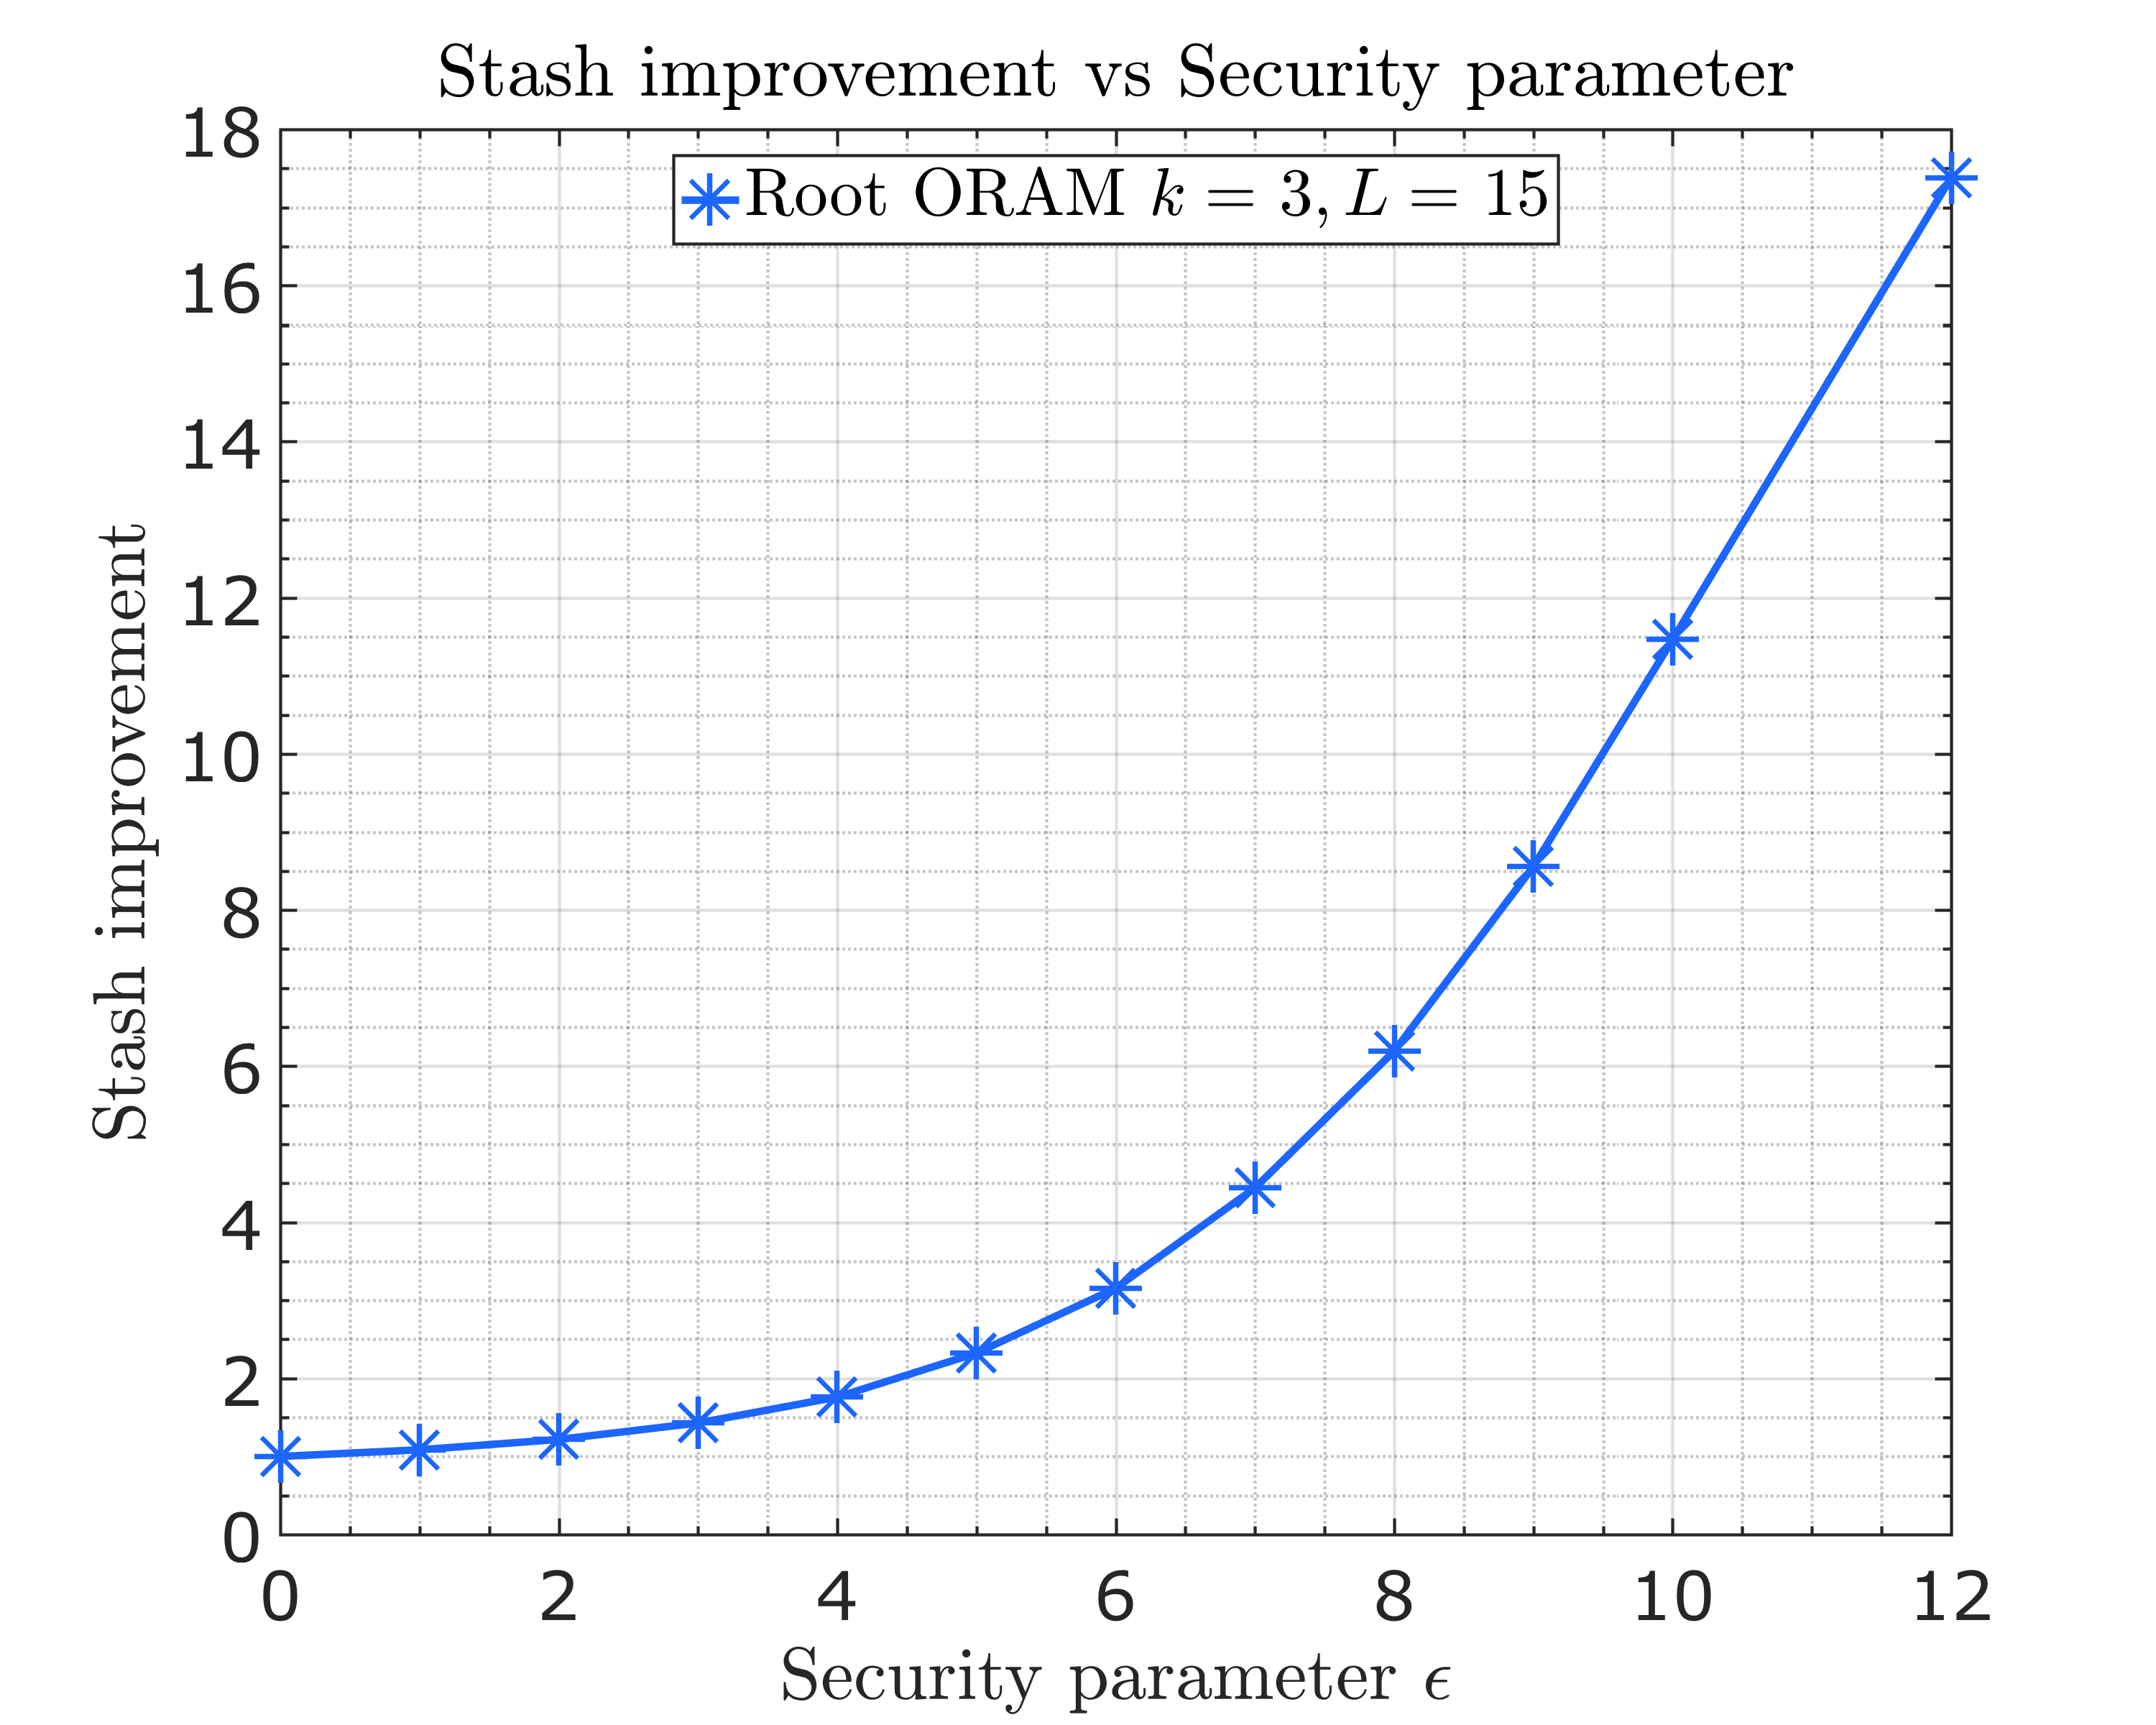 Stash improvement vs Security parameter
Root ORAM k = 3, L = 15
Stash improvement
18
16
14
12
10
8
6
4
2
0
0 2 4 6 8 10 12
Security parameter ϵ